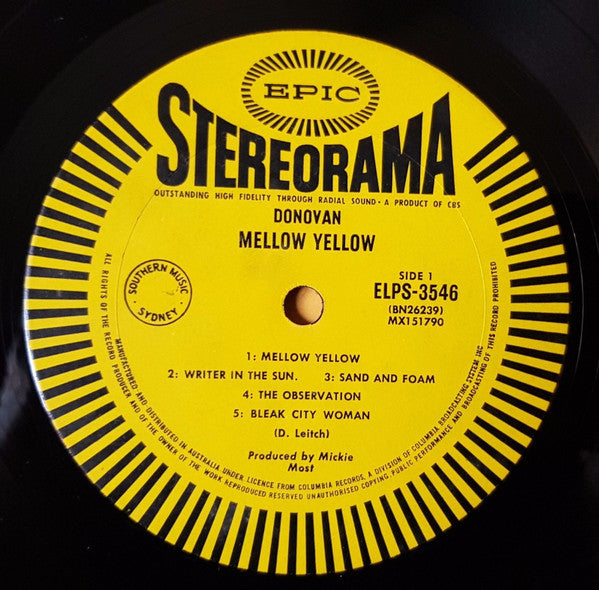 EPIC
STEREORAMA
OUTSTANDING HIGH FIDELITY THROUGH RADIAL SOUND • A PRODUCT OF CBS
DONOVAN
MELLOW YELLOW
SOUTHERN MUSIC
SYDNEY
SIDE 1
ELPS-3546
(BN26239)
MX151790
1: MELLOW YELLOW
2: WRITER IN THE SUN. 3: SAND AND FOAM
4: THE OBSERVATION
5: BLEAK CITY WOMAN
(D. Leitch)
Produced by Mickie
Most
MANUFACTURED AND DISTRIBUTED IN AUSTRALIA UNDER LICENCE FROM COLUMBIA RECORDS, A DIVISION OF COLUMBIA BROADCASTING SYSTEM INC
ALL RIGHTS OF THE RECORD PRODUCER AND OF THE OWNER OF THE WORK REPRODUCED RESERVED. UNAUTHORISED COPYING, PUBLIC PERFORMANCE AND BROADCASTING OF THIS RECORD PROHIBITED